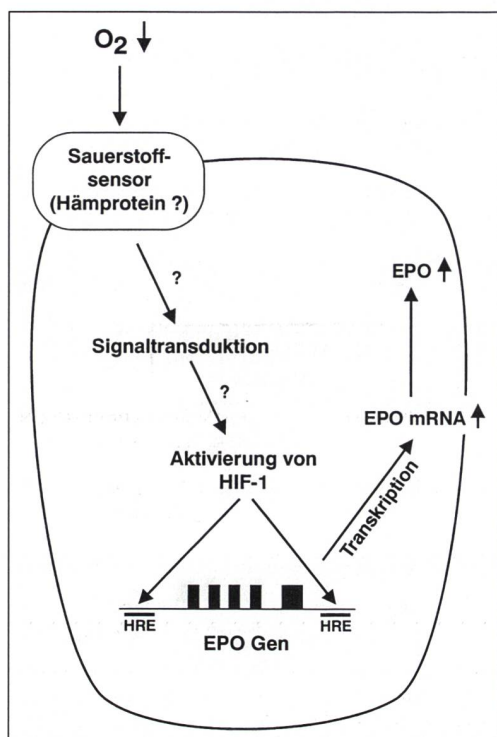 O2
Sauerstoff-
sensor
(Hämprotein ?)
?
Signaltransduktion
?
Aktivierung von
HIF-1
EPO
EPO mRNA
Transkription
HRE
HRE
EPO Gen